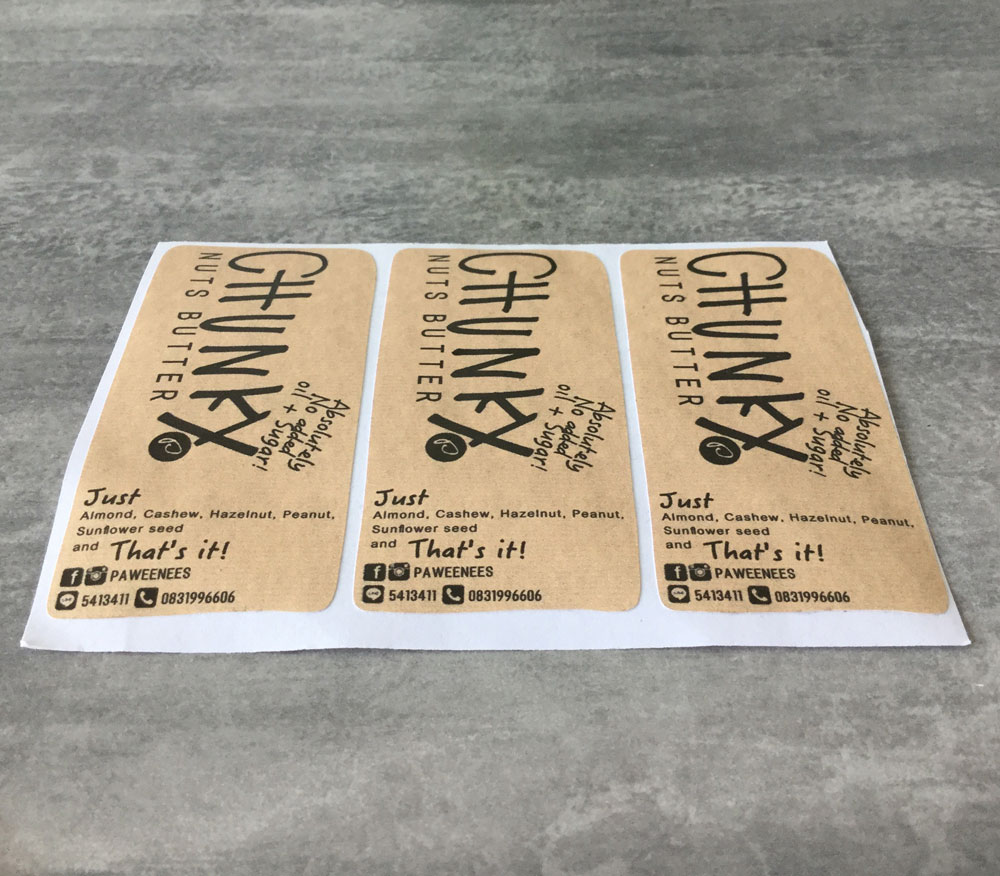 CHUNKY
NUTS BUTTER
Absolutely
No added
oil + Sugar!
Just
Almond, Cashew, Hazelnut, Peanut,
Sunflower seed
and That's it!
PAWEENEES
LINE 5413411 0831996606
CHUNKY
NUTS BUTTER
Absolutely
No added
oil + Sugar!
Just
Almond, Cashew, Hazelnut, Peanut,
Sunflower seed
and That's it!
PAWEENEES
LINE 5413411 0831996606
CHUNKY
NUTS BUTTER
Absolutely
No added
oil + Sugar!
Just
Almond, Cashew, Hazelnut, Peanut,
Sunflower seed
and That's it!
PAWEENEES
LINE 5413411 0831996606